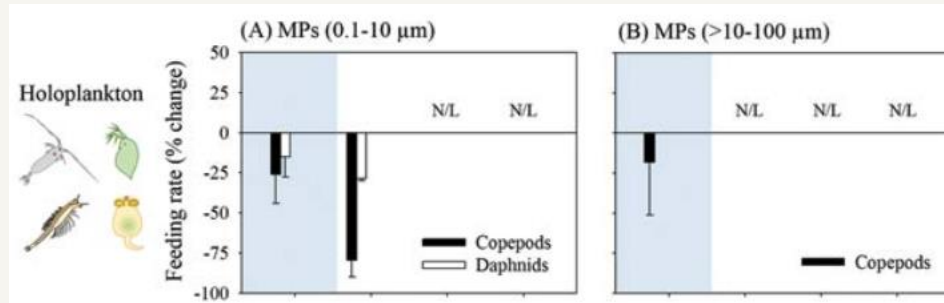 (A) MPs (0.1-10 µm)
(B) MPs (>10-100 µm)
Holoplankton
Feeding rate (% change)
50
25
0
-25
-50
-75
-100
N/L
N/L
Copepods
Daphnids
N/L
N/L
N/L
Copepods